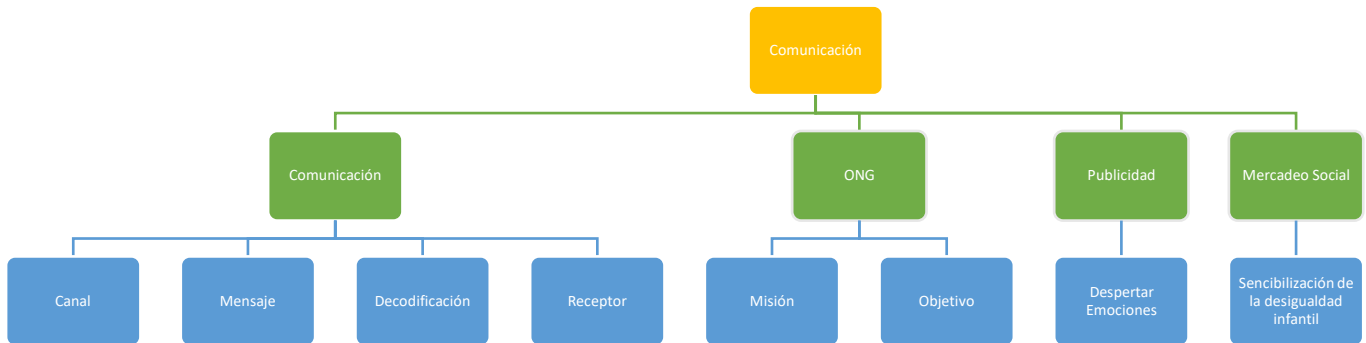 Comunicación
Comunicación
ONG
Publicidad
Mercadeo Social
Canal
Mensaje
Decodificación
Receptor
Misión
Objetivo
Despertar
Emociones
Sencibilización de
la desigualdad
infantil